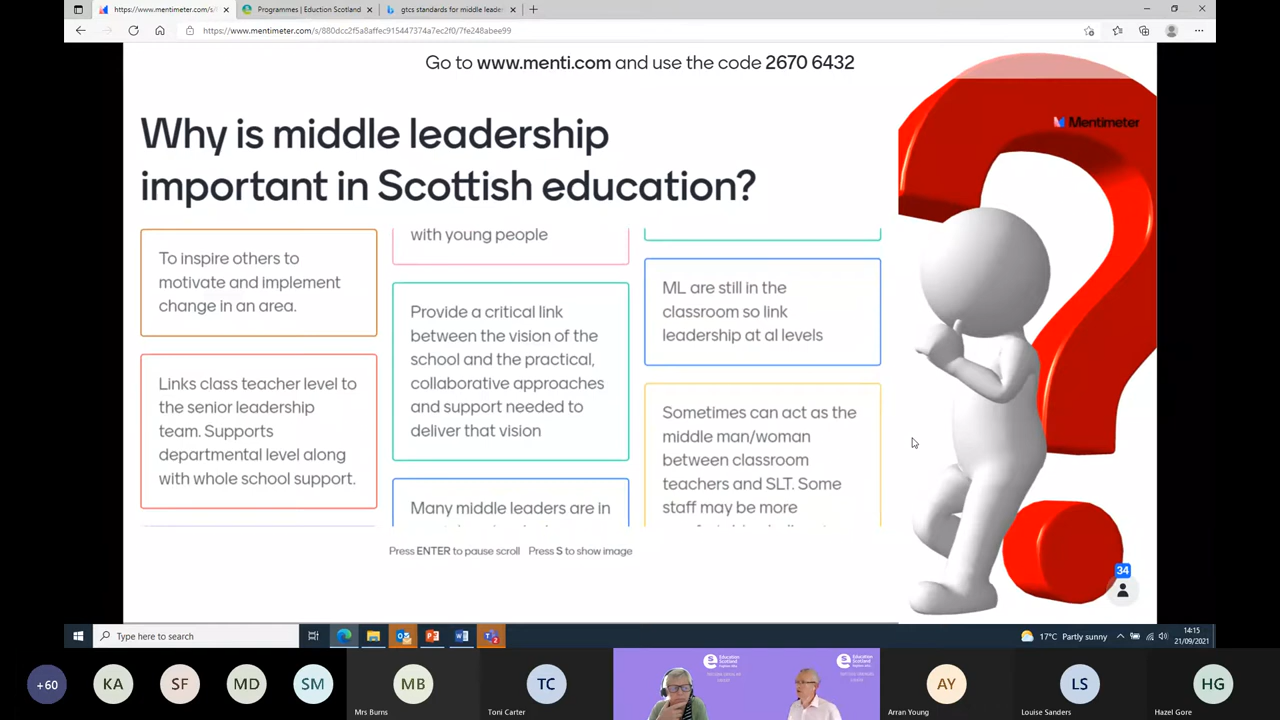 https://www.mentimeter.com/s/
Programmes | Eduction Scotland
gtcs standards for middle leade
https://www.mentimeter.com/s/880dcc2f5a8affec915447374a7ec2f0/7fe248abee99
Go to www.menti.com and use the code 2670 6432
Mentimeter
Why is middle leadership
important in Scottish education?
To inspire others to
motivate and implement
change in an area.
Links class teacher level to
the senior leadership
team. Supports
departmental level along
with whole school support.
with young people
Provide a critical link
between the vision of the
school and the practical,
collaborative approaches
and support needed to
deliver that vision
Many middle leaders are in
ML are still in the
classroom so link
leadership at al levels
Sometimes can act as the
middle man/woman
between classroom
teachers and SLT. Some
staff may be more
Press ENTER to pause scroll Press S to show image
34
Type here to search
17°C Partly sunny
14:15
21/09/2021
+60
KA
SF
MD
SM
MB
Mrs Burns
TC
Toni Carter
Education
Scotland
Education
Scotland
AY
Arran Young
LS
Louise Sanders
HG
Hazel Gore